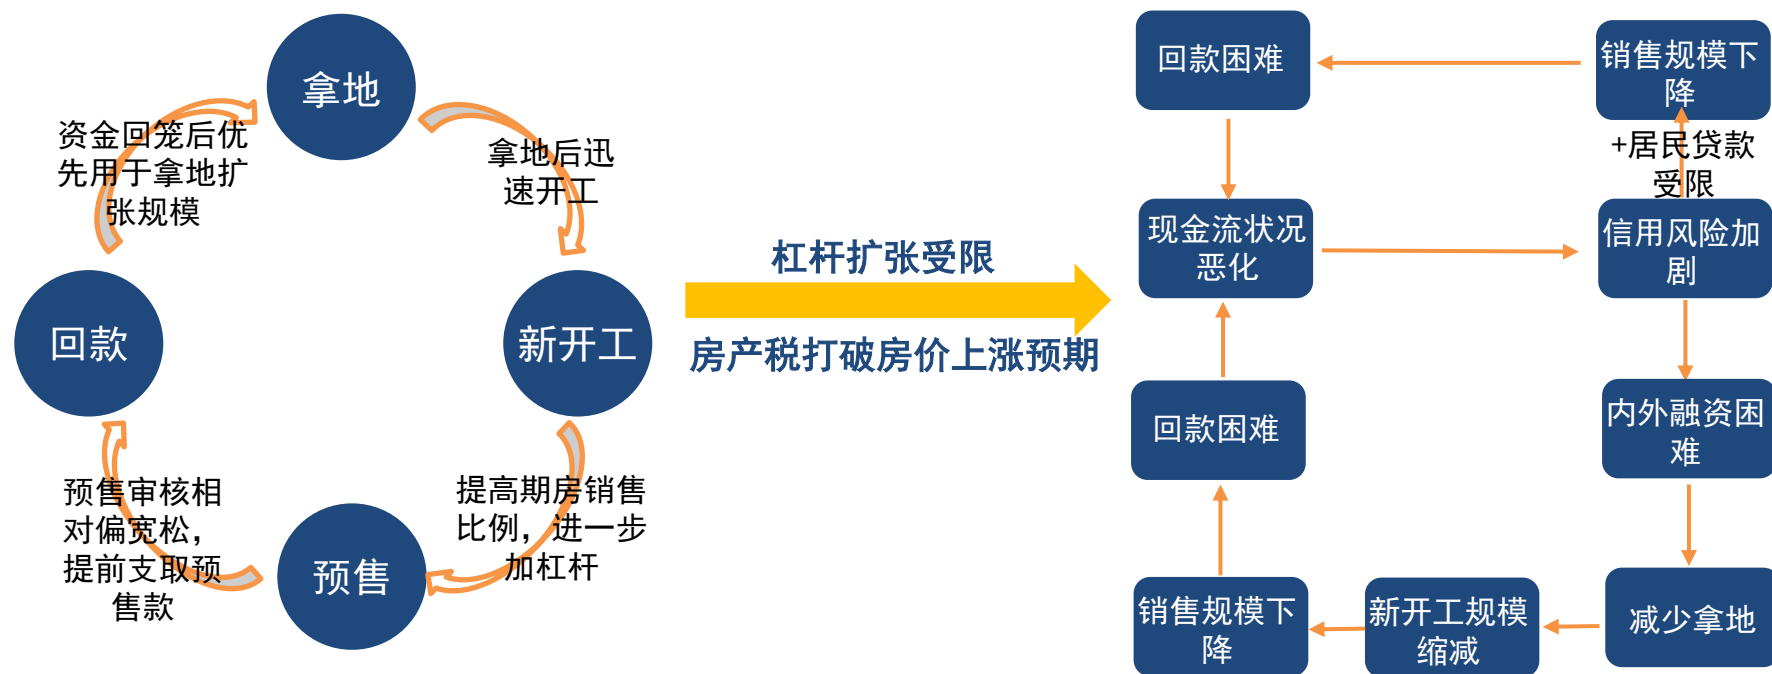 拿地
资金回笼后优
先用于拿地扩
张规模
拿地后迅
速开工
回款
新开工
预售审核相
对偏宽松,
提前支取预
售款
提高期房销售
比例，进一步
加杠杆
预售
杠杆扩张受限
房产税打破房价上涨预期
回款困难
销售规模下
降
+居民贷款
受限
现金流状况
恶化
信用风险加
剧
回款困难
内外融资困
难
销售规模下
降
新开工规模
缩减
减少拿地